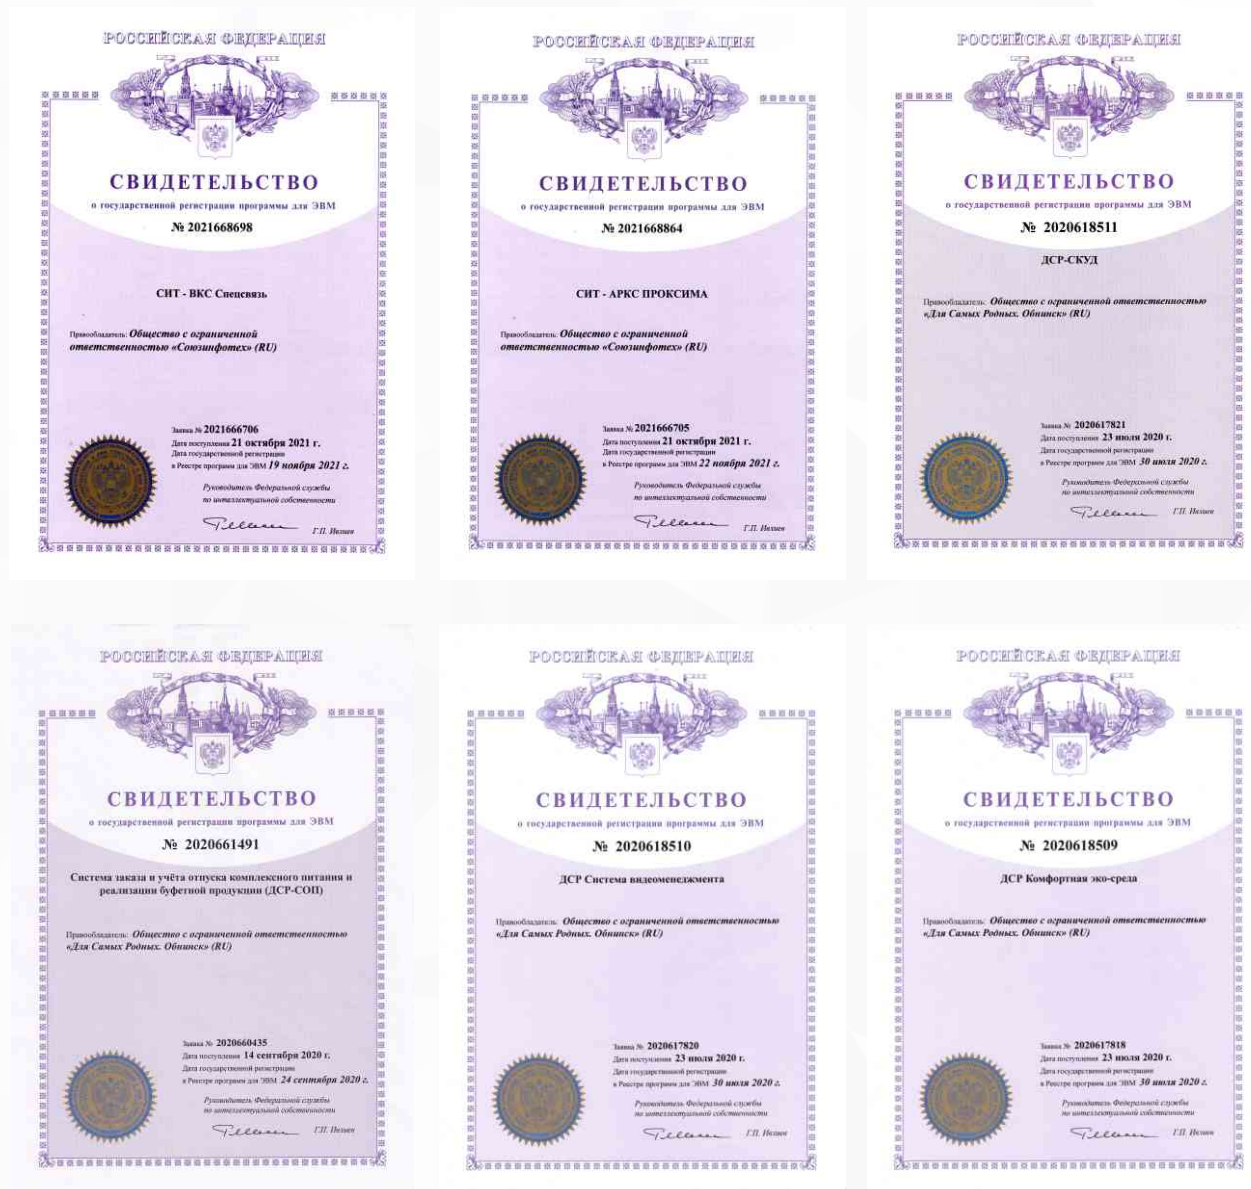 РОССИЙСКАЯ ФЕДЕРАЦИЯ
СВИДЕТЕЛЬСТВО
о государственной регистрации программы для ЭВМ
№ 2021668698
СИТ - ВКС Спецсвязь
Правообладатель: Общество с ограниченной
ответственностью «Союзинфотех» (RU)
Заявка № 2021666706
Дата поступления 21 октября 2021 г.
Дата государственной регистрации
в Реестре программ для ЭВМ 19 ноября 2021 г.
Руководитель Федеральной службы
по интеллектуальной собственности
Г.П. Ивлиев
РОССИЙСКАЯ ФЕДЕРАЦИЯ
СВИДЕТЕЛЬСТВО
о государственной регистрации программы для ЭВМ
№ 2021668864
СИТ - АРКС ПРОКСИМА
Правообладатель: Общество с ограниченной
ответственностью «Союзинфотех» (RU)
Заявка № 2021666705
Дата поступления 21 октября 2021 г.
Дата государственной регистрации
в Реестре программ для ЭВМ 22 ноября 2021 г.
Руководитель Федеральной службы
по интеллектуальной собственности
Г.П. Ивлиев
РОССИЙСКАЯ ФЕДЕРАЦИЯ
СВИДЕТЕЛЬСТВО
о государственной регистрации программы для ЭВМ
№ 2020618511
ДСР-СКУД
Правообладатель: Общество с ограниченной ответственностью
«Для Самых Родных. Обнинск» (RU)
Заявка № 2020617821
Дата поступления 23 июля 2020 г.
Дата государственной регистрации
в Реестре программ для ЭВМ 30 июля 2020 г.
Руководитель Федеральной службы
по интеллектуальной собственности
Г.П. Ивлиев
РОССИЙСКАЯ ФЕДЕРАЦИЯ
СВИДЕТЕЛЬСТВО
о государственной регистрации программы для ЭВМ
№ 2020661491
Система заказа и учёта отпуска комплексного питания и
реализации буфетной продукции (ДСР-СОП)
Правообладатель: Общество с ограниченной ответственностью
«Для Самых Родных. Обнинск» (RU)
Заявка № 2020660435
Дата поступления 14 сентября 2020 г.
Дата государственной регистрации
в Реестре программ для ЭВМ 24 сентября 2020 г.
Руководитель Федеральной службы
по интеллектуальной собственности
Г.П. Ивлиев
РОССИЙСКАЯ ФЕДЕРАЦИЯ
СВИДЕТЕЛЬСТВО
о государственной регистрации программы для ЭВМ
№ 2020618510
ДСР Система видеоменеджмента
Правообладатель: Общество с ограниченной ответственностью
«Для Самых Родных. Обнинск» (RU)
Заявка № 2020617820
Дата поступления 23 июля 2020 г.
Дата государственной регистрации
в Реестре программ для ЭВМ 30 июля 2020 г.
Руководитель Федеральной службы
по интеллектуальной собственности
Г.П. Ивлиев
РОССИЙСКАЯ ФЕДЕРАЦИЯ
СВИДЕТЕЛЬСТВО
о государственной регистрации программы для ЭВМ
№ 2020618509
ДСР Комфортная эко-среда
Правообладатель: Общество с ограниченной ответственностью
«Для Самых Родных. Обнинск» (RU)
Заявка № 2020617818
Дата поступления 23 июля 2020 г.
Дата государственной регистрации
в Реестре программ для ЭВМ 30 июля 2020 г.
Руководитель Федеральной службы
по интеллектуальной собственности
Г.П. Ивлиев